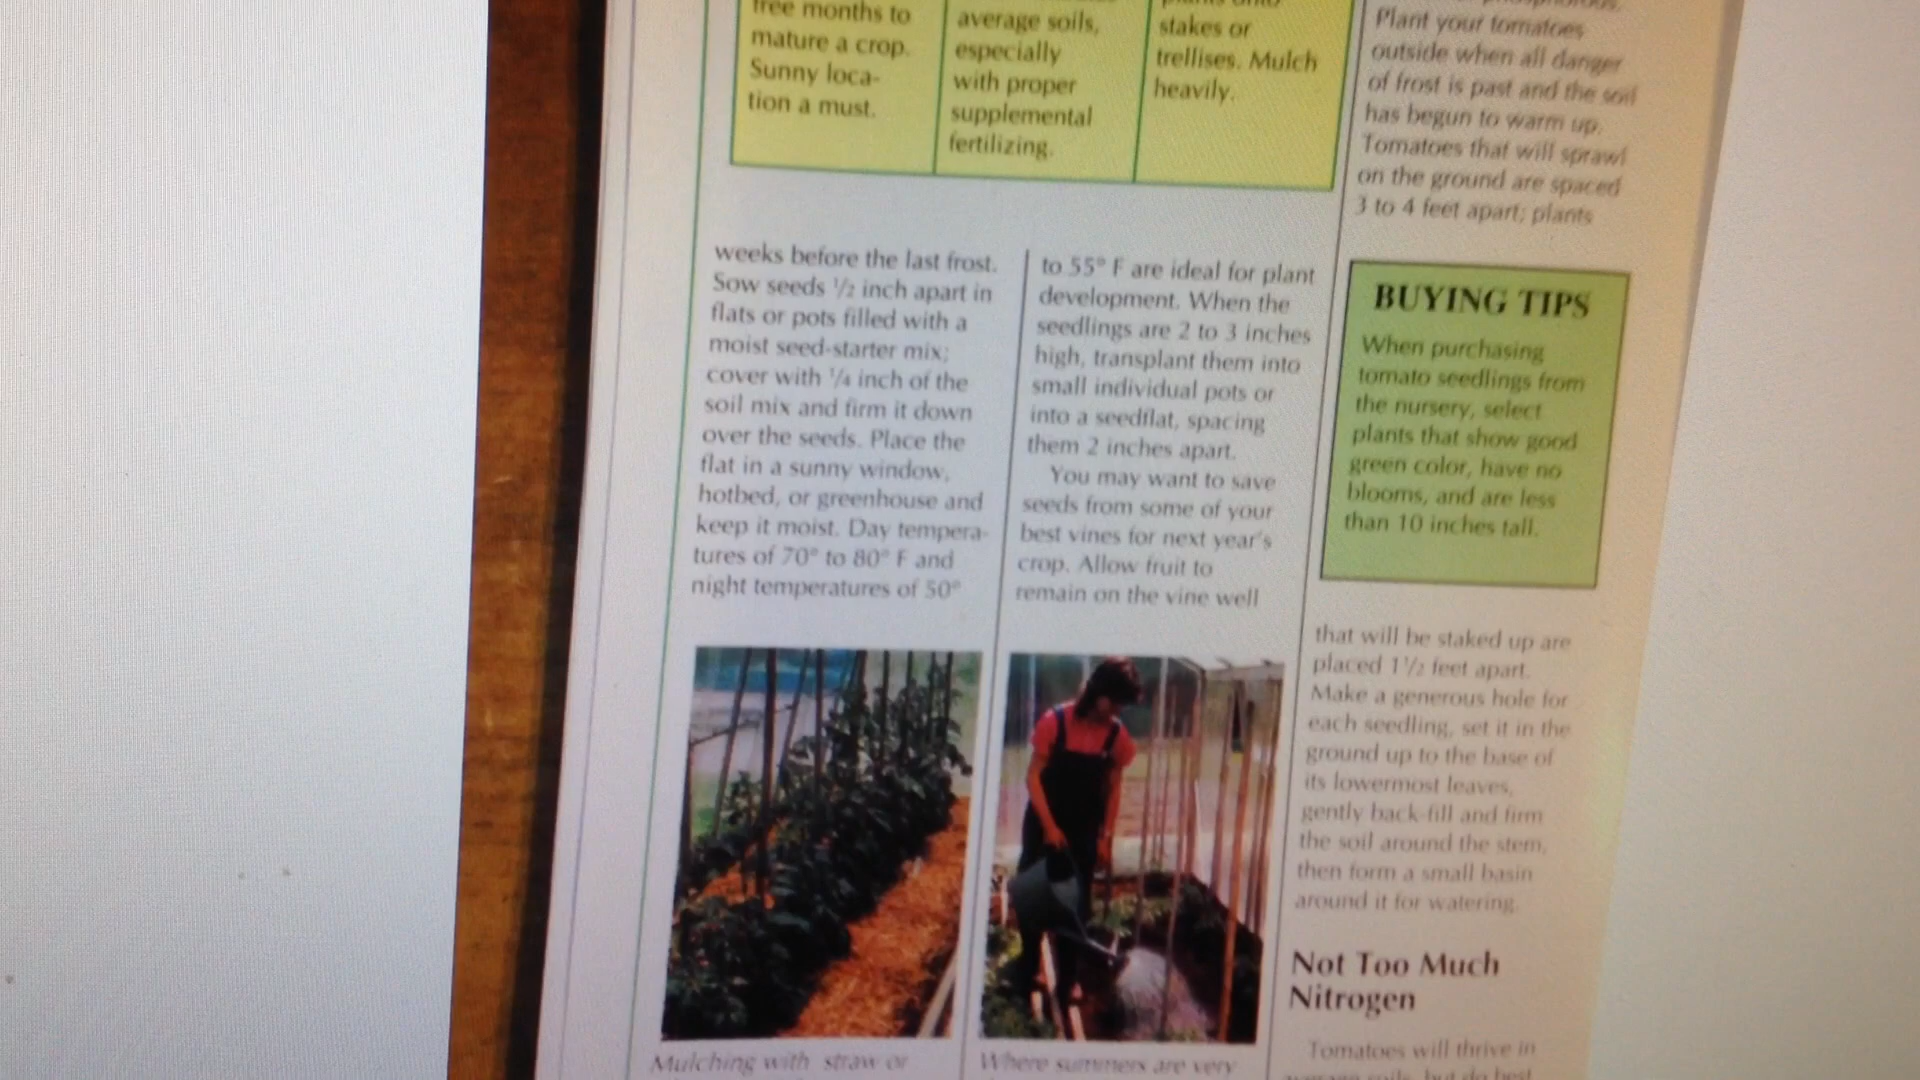 free months to
mature a crop.
Sunny loca-
tion a must.
average soils,
especially
with proper
supplemental
fertilizing.
stakes or
trellises. Mulch
heavily.
weeks before the last frost.
Sow seeds ½ inch apart in
flats or pots filled with a
moist seed-starter mix;
cover with ¼ inch of the
soil mix and firm it down
over the seeds. Place the
flat in a sunny window,
hotbed, or greenhouse and
keep it moist. Day tempera-
tures of 70° to 80° F and
night temperatures of 50°
to 55° F are ideal for plant
development. When the
seedlings are 2 to 3 inches
high, transplant them into
small individual pots or
into a seedflat, spacing
them 2 inches apart.
You may want to save
seeds from some of your
best vines for next year's
crop. Allow fruit to
remain on the vine well
Mulching with straw or
Where summers are very
Plant your tomatoes
outside when all danger
of frost is past and the soil
has begun to warm up.
Tomatoes that will sprawl
on the ground are spaced
3 to 4 feet apart; plants
BUYING TIPS
When purchasing
tomato seedlings from
the nursery, select
plants that show good
green color, have no
blooms, and are less
than 10 inches tall.
that will be staked up are
placed 1½ feet apart.
Make a generous hole for
each seedling, set it in the
ground up to the base of
its lowermost leaves,
gently back-fill and firm
the soil around the stem,
then form a small basin
around it for watering.
Not Too Much
Nitrogen
Tomatoes will thrive in